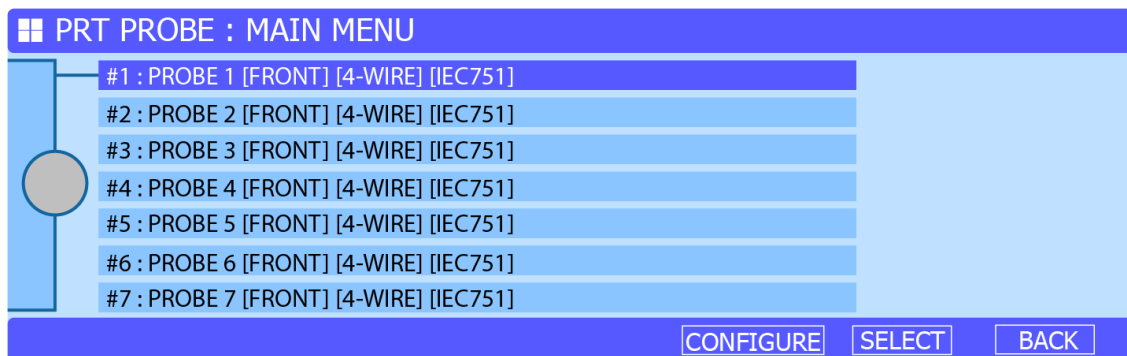 PRT PROBE : MAIN MENU
#1 : PROBE 1 [FRONT] [4-WIRE] [IEC751]
#2 : PROBE 2 [FRONT] [4-WIRE] [IEC751]
#3 : PROBE 3 [FRONT] [4-WIRE] [IEC751]
#4 : PROBE 4 [FRONT] [4-WIRE] [IEC751]
#5 : PROBE 5 [FRONT] [4-WIRE] [IEC751]
#6 : PROBE 6 [FRONT] [4-WIRE] [IEC751]
#7 : PROBE 7 [FRONT] [4-WIRE] [IEC751]
CONFIGURE SELECT BACK